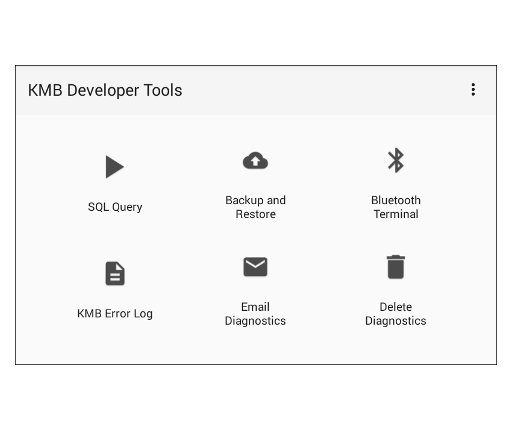 KMB Developer Tools
SQL Query
Backup and
Restore
Bluetooth
Terminal
KMB Error Log
Email
Diagnostics
Delete
Diagnostics